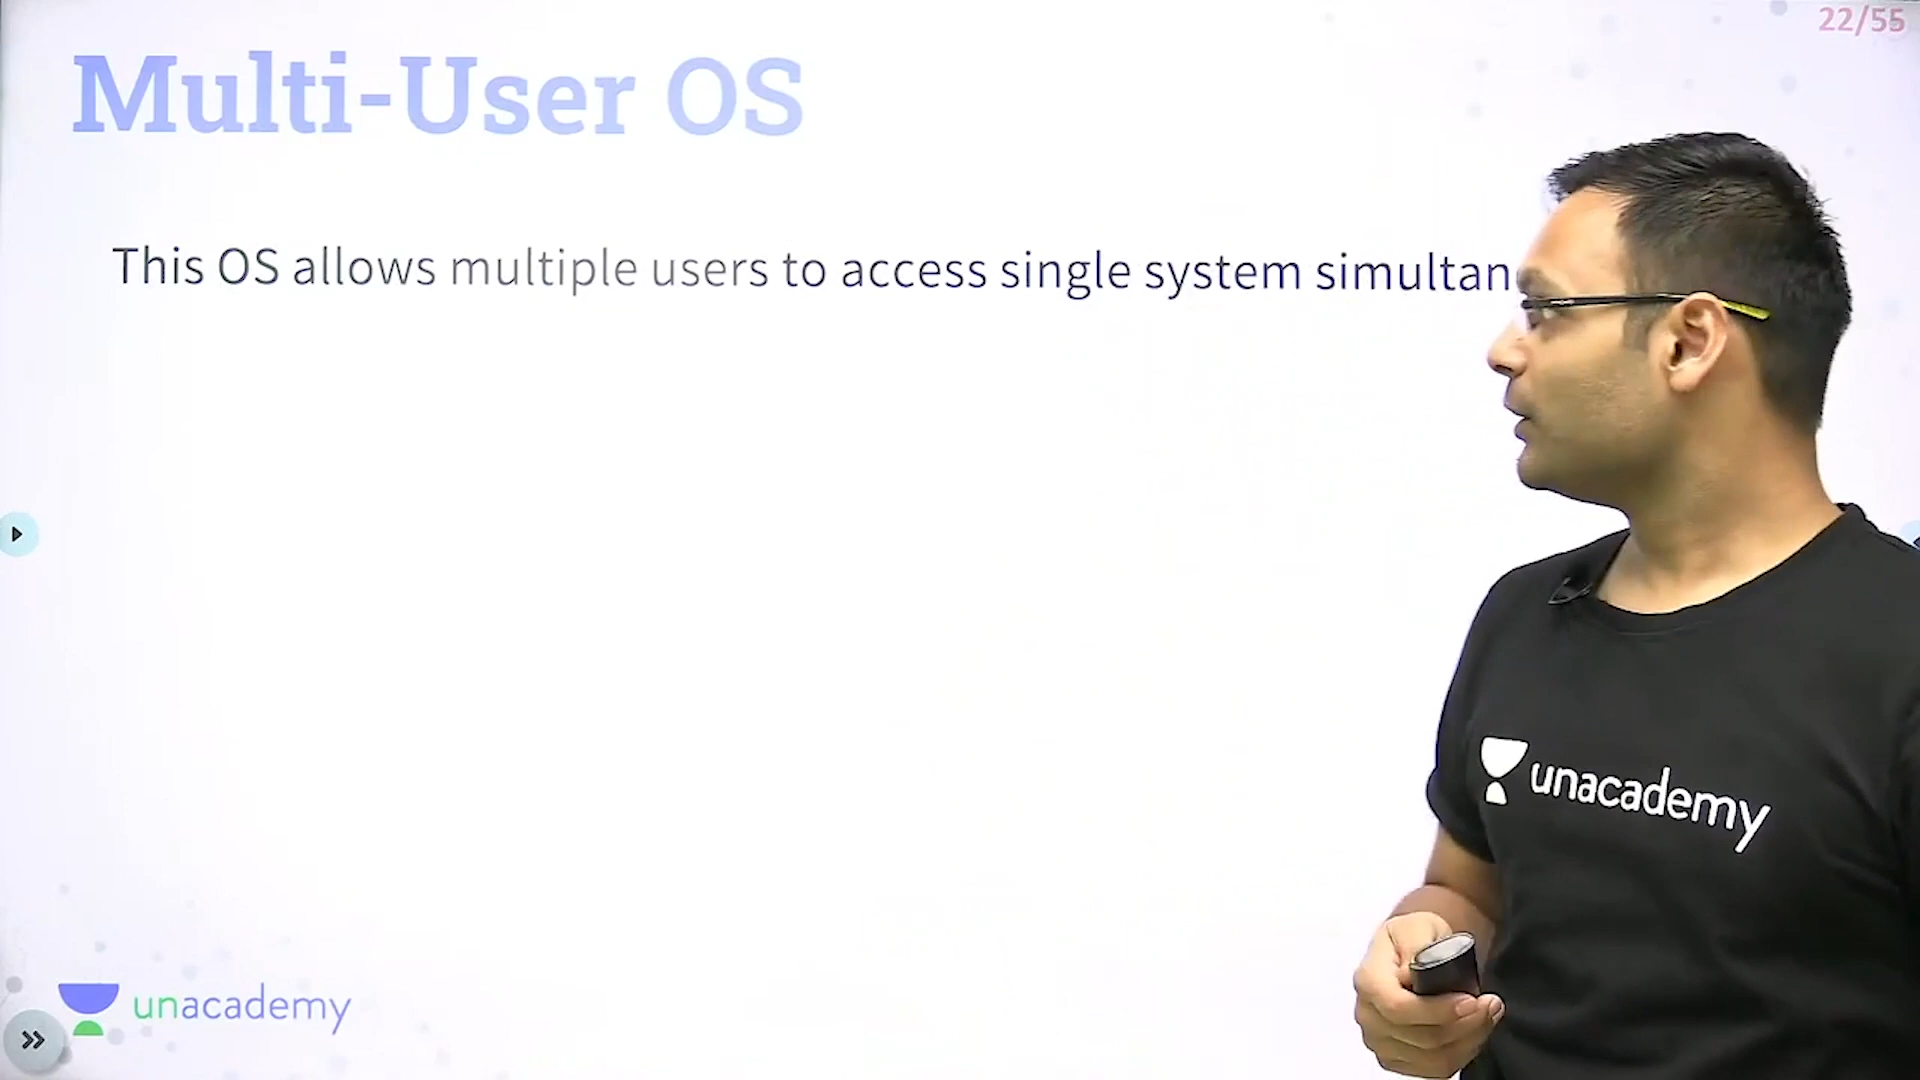 22/55
Multi-User OS
This OS allows multiple users to access single system simultan
unacademy
unacademy